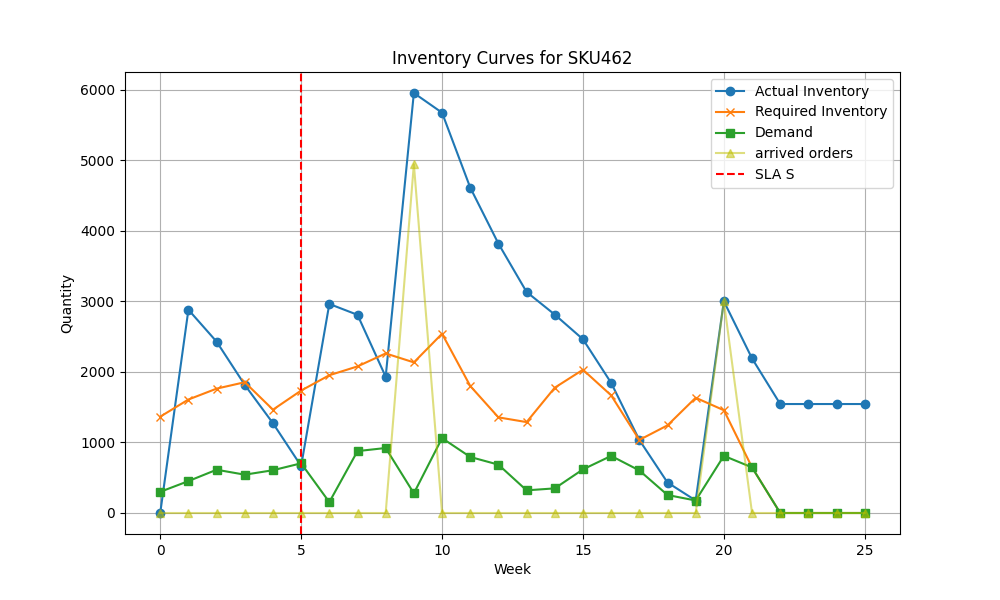 Inventory Curves for SKU462
Actual Inventory
Required Inventory
Demand
arrived orders
SLA S
Quantity
6000
5000
4000
3000
2000
1000
0
0 5 10 15 20 25
Week